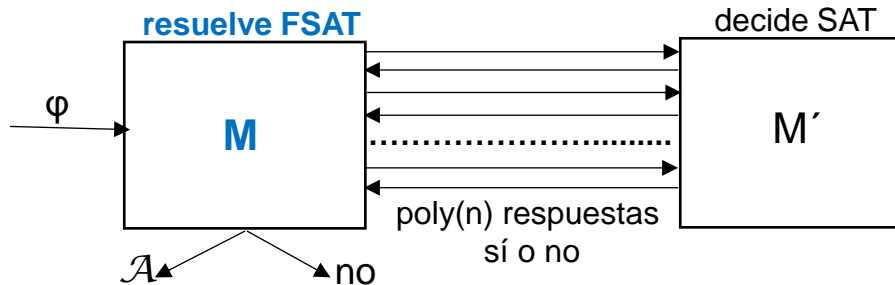 resuelve FSAT
decide SAT
φ
M
M´
poly(n) respuestas
sí o no
𝒜
no